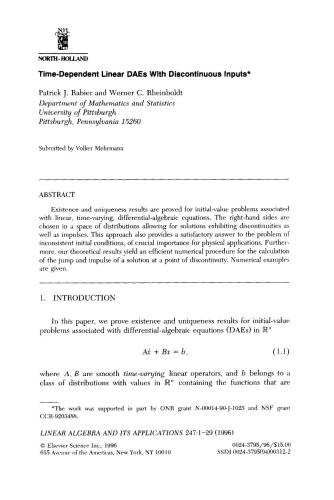 NH
NORTH-HOLLAND
Time-Dependent Linear DAEs With Discontinuous Inputs*
Patrick J. Rabier and Werner C. Rheinboldt
Department of Mathematics and Statistics
University of Pittsburgh
Pittsburgh, Pennsylvania 15260
Submitted by Volker Mehrmann
ABSTRACT
Existence and uniqueness results are proved for initial-value problems associated
with linear, time-varying, differential-algebraic equations. The right-hand sides are
chosen in a space of distributions allowing for solutions exhibiting discontinuities as
well as impulses. This approach also provides a satisfactory answer to the problem of
inconsistent initial conditions, of crucial importance for physical applications. Further-
more, our theoretical results yield an efficient numerical procedure for the calculation
of the jump and impulse of a solution at a point of discontinuity. Numerical examples
are given.
1. INTRODUCTION
In this paper, we prove existence and uniqueness results for initial-value
problems associated with differential-algebraic equations (DAEs) in ℝⁿ
Aẋ + Bx = b, (1.1)
where A, B are smooth time-varying linear operators, and b belongs to a
class of distributions with values in ℝⁿ containing the functions that are
*The work was supported in part by ONR grant N-00014-90-J-1025 and NSF grant
CCR-9203488.
LINEAR ALGEBRA AND ITS APPLICATIONS 247:1–29 (1996)
© Elsevier Science Inc., 1996 0024-3795/96/$15.00
655 Avenue of the Americas, New York, NY 10010 SSDI 0024-3795(94)00312-2